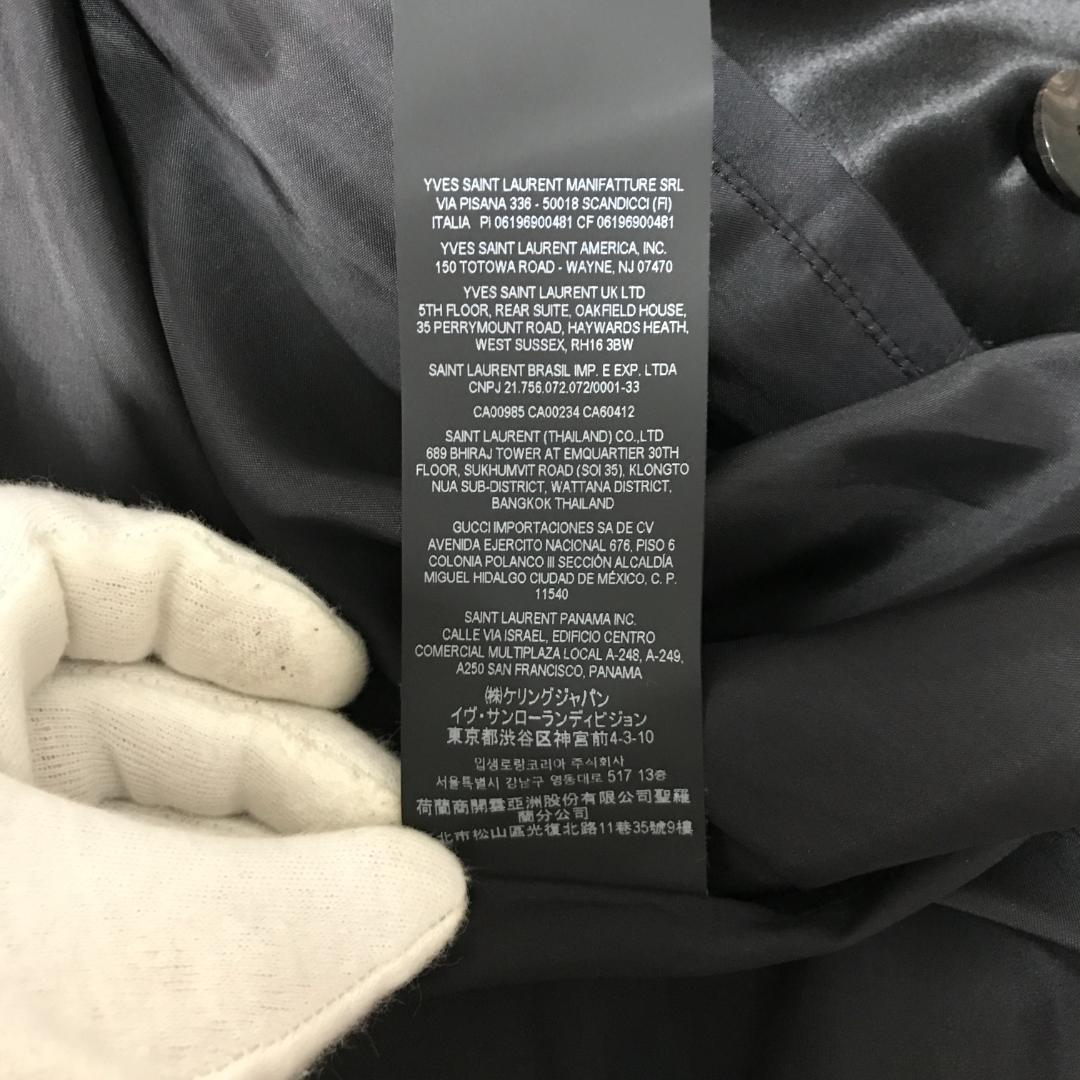 YVES SAINT LAURENT MANIFATTURE SRL
VIA PISANA 336 - 50018 SCANDICCI (FI)
ITALIA PI 06196900481 CF 06196900481
YVES SAINT LAURENT AMERICA, INC.
150 TOTOWA ROAD - WAYNE, NJ 07470
YVES SAINT LAURENT UK LTD
5TH FLOOR, REAR SUITE, OAKFIELD HOUSE,
35 PERRYMOUNT ROAD, HAYWARDS HEATH,
WEST SUSSEX, RH16 3BW
SAINT LAURENT BRASIL IMP. E EXP. LTDA
CNPJ 21.756.072.072/0001-33
CA00985 CA00234 CA60412
SAINT LAURENT (THAILAND) CO.,LTD
689 BHIRAJ TOWER AT EMQUARTIER 30TH
FLOOR, SUKHUMVIT ROAD (SOI 35), KLONGTO
NUA SUB-DISTRICT, WATTANA DISTRICT,
BANGKOK THAILAND
GUCCI IMPORTACIONES SA DE CV
AVENIDA EJERCITO NACIONAL 676, PISO 6
COLONIA POLANCO III SECCIÓN ALCALDÍA
MIGUEL HIDALGO CIUDAD DE MÉXICO, C. P.
11540
SAINT LAURENT PANAMA INC.
CALLE VIA ISRAEL, EDIFICIO CENTRO
COMERCIAL MULTIPLAZA LOCAL A-248, A-249,
A250 SAN FRANCISCO, PANAMA
㈱ケリングジャパン
イヴ・サンローランディビジョン
東京都渋谷区神宮前4-3-10
입생로랑코리아 주식회사
서울특별시 강남구 영동대로 517 13층
荷蘭商開雲亞洲股份有限公司聖羅
蘭分公司
北市松山區光復北路11巷35號9樓